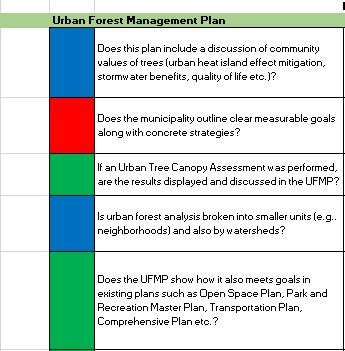 Urban Forest Management Plan
Does this plan include a discussion of community
values of trees (urban heat island effect mitigation,
stormwater benefits, quality of life etc.)?
Does the municipality outline clear measurable goals
along with concrete strategies?
If an Urban Tree Canopy Assessment was performed,
are the results displayed and discussed in the UFMP?
Is urban forest analysis broken into smaller units (e.g..
neighborhoods) and also by watersheds?
Does the UFMP show how it also meets goals in
existing plans such as Open Space Plan, Park and
Recreation Master Plan, Transportation Plan,
Comprehensive Plan etc.?